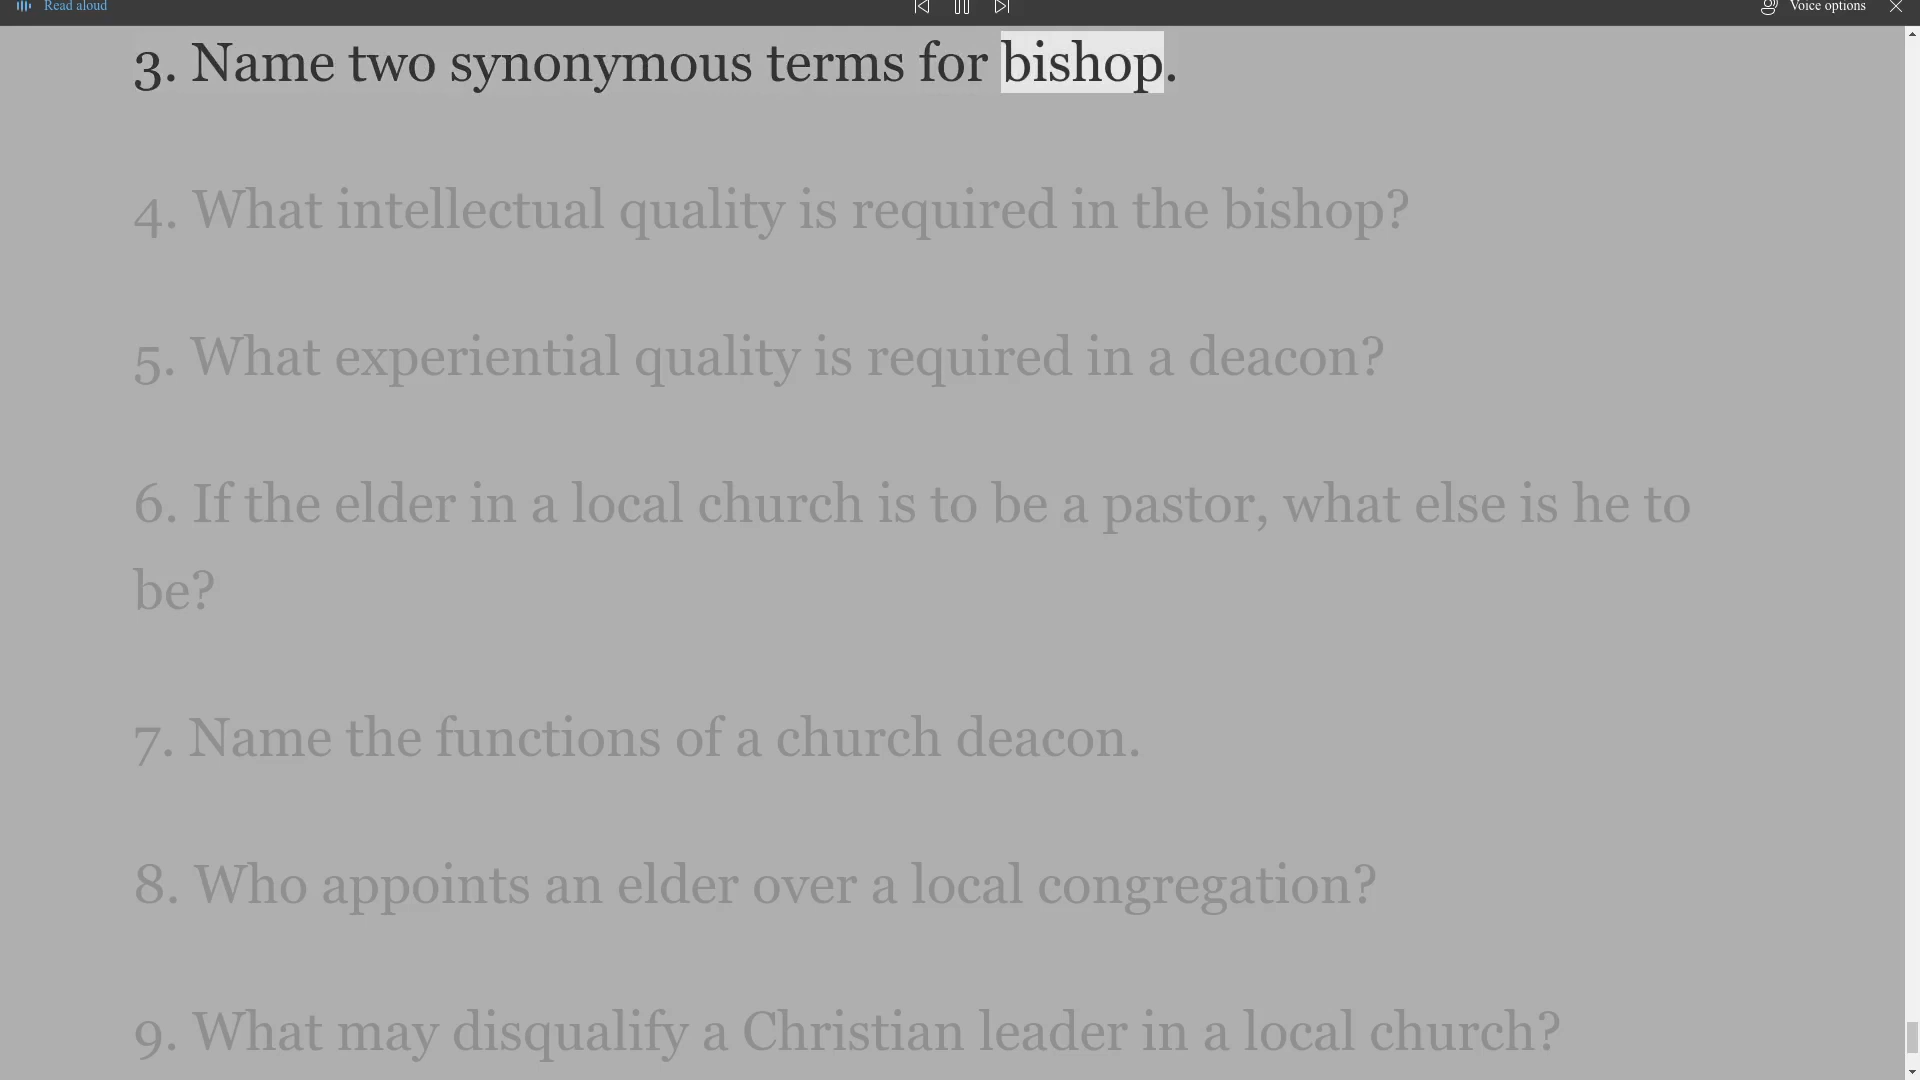 Read aloud
Voice options
3. Name two synonymous terms for bishop.
4. What intellectual quality is required in the bishop?
5. What experiential quality is required in a deacon?
6. If the elder in a local church is to be a pastor, what else is he to
be?
7. Name the functions of a church deacon.
8. Who appoints an elder over a local congregation?
9. What may disqualify a Christian leader in a local church?